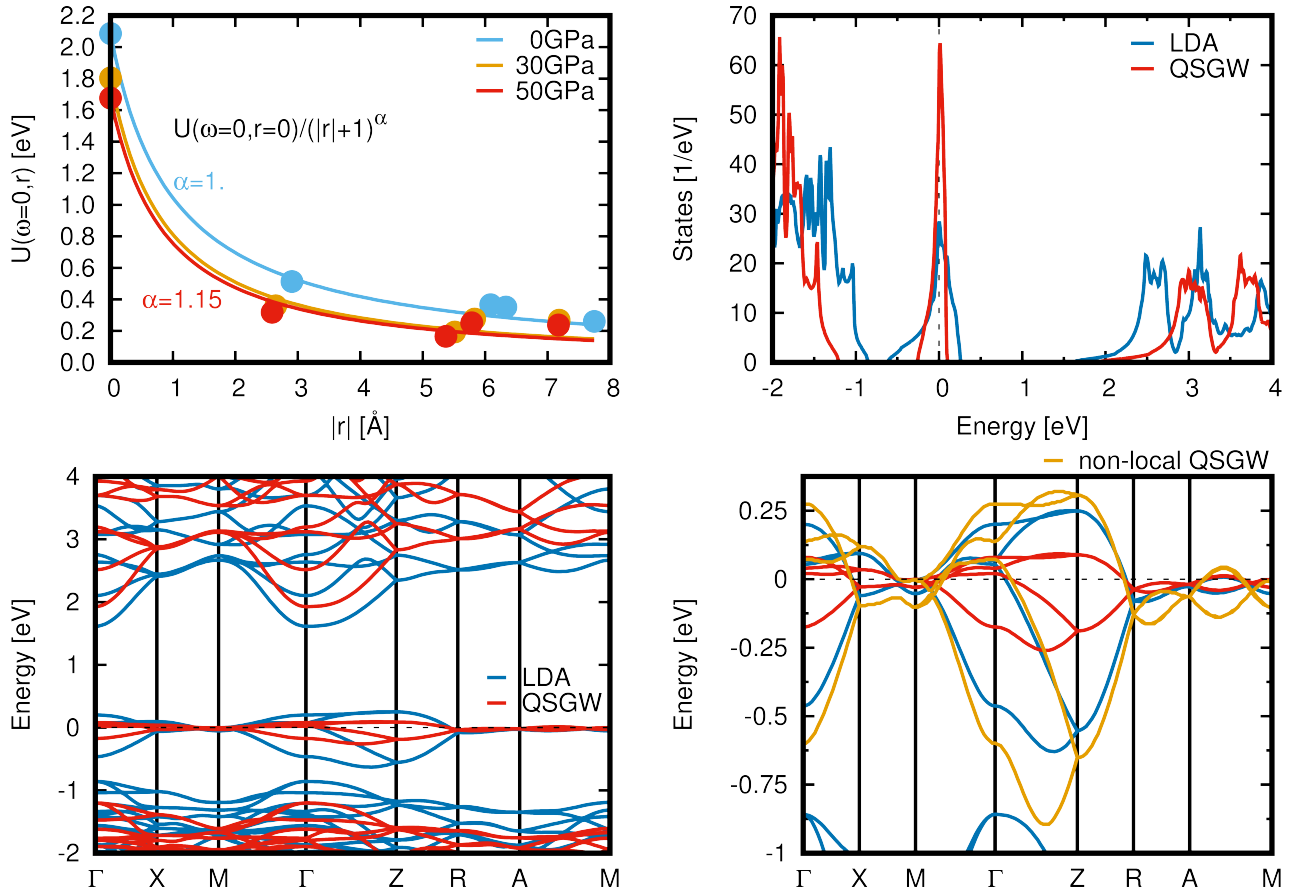 2.2
2.0
1.8
1.6
1.4
1.2
1.0
0.8
0.6
0.4
0.2
0.0
U(ω=0,r) [eV]
0GPa
30GPa
50GPa
U(ω=0,r=0)/(|r|+1)^α
α=1.
α=1.15
0 1 2 3 4 5 6 7 8
|r| [Å]
70
60
50
40
30
20
10
0
States [1/eV]
LDA
QSGW
-2 -1 0 1 2 3 4
Energy [eV]
4
3
2
1
0
-1
-2
Energy [eV]
LDA
QSGW
Γ X M Γ Z R A M
non-local QSGW
0.25
0
-0.25
-0.5
-0.75
-1
Energy [eV]
Γ X M Γ Z R A M